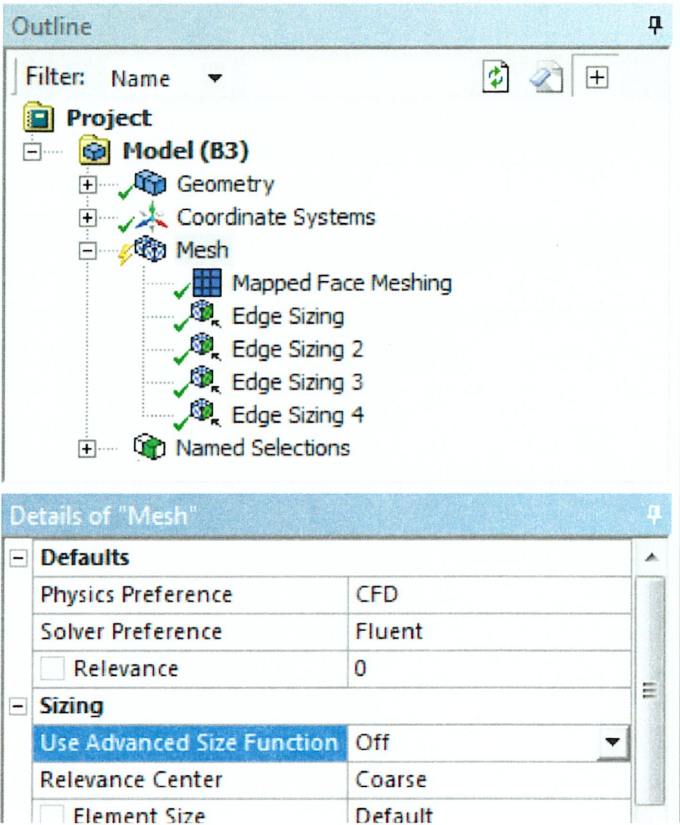 Outline
Filter: Name
Project
Model (B3)
Geometry
Coordinate Systems
Mesh
Mapped Face Meshing
Edge Sizing
Edge Sizing 2
Edge Sizing 3
Edge Sizing 4
Named Selections
Details of "Mesh"
Defaults
Physics Preference CFD
Solver Preference Fluent
Relevance 0
Sizing
Use Advanced Size Function Off
Relevance Center Coarse
Element Size Default